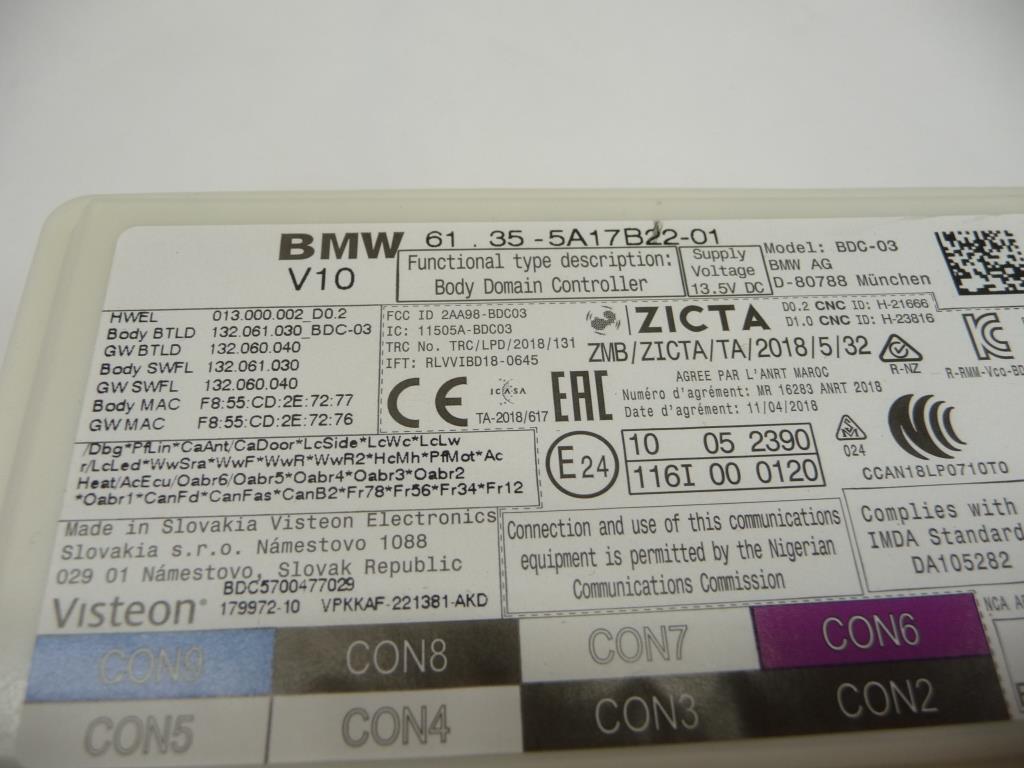 BMW 61 . 35 - 5A17B22-01
V10
Functional type description:
Body Domain Controller
Supply
Voltage
13.5V DC
Model: BDC-03
BMW AG
D-80788 München
HWEL 013.000.002_D0.2
Body BTLD 132.061.030_BDC-03
GW BTLD 132.060.040
Body SWFL 132.061.030
GW SWFL 132.060.040
Body MAC F8:55:CD:2E:72:77
GW MAC F8:55:CD:2E:72:76
FCC ID 2AA98-BDC03
IC: 11505A-BDC03
TRC No. TRC/LPD/2018/131
IFT: RLVVIBD18-0645
CE
ICASA
TA-2018/617
EAC
ZICTA
ZMB/ZICTA/TA/2018/5/32
D0.2 CNC ID: H-21666
D1.0 CNC ID: H-23816
R-NZ
R-RMM-Vco-BD
AGREE PAR L'ANRT MAROC
Numéro d'agrément: MR 16283 ANRT 2018
Date d'agrément: 11/04/2018
/Dbg*PfLin*CaAnt/CaDoor*LcSide*LcWc*LcLw
r/LcLed*WwSra*WwF*WwR*WwR2*HcMh*PfMot*Ac
Heat/AcEcu/Oabr6/Oabr5*Oabr4*Oabr3*Oabr2
*Oabr1*CanFd*CanFas*CanB2*Fr78*Fr56*Fr34*Fr12
E24
10 05 2390
116I 00 0120
024
CCAN18LP0710T0
Made in Slovakia Visteon Electronics
Slovakia s.r.o. Námestovo 1088
029 01 Námestovo, Slovak Republic
BDC5700477029
Visteon® 179972-10 VPKKAF-221381-AKD
Connection and use of this communications
equipment is permitted by the Nigerian
Communications Commission
Complies with
IMDA Standard
DA105282
CON9 CON8 CON7 CON6
NCA
CON5 CON4 CON3 CON2